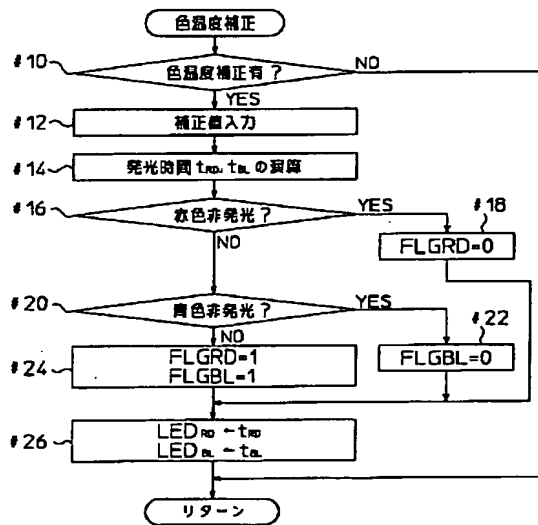 色温度補正
#10
色温度補正有?
NO
YES
#12
補正値入力
#14
発光時間 tRD, tBL の演算
#16
赤色非発光?
YES
#18
FLGRD=0
NO
#20
青色非発光?
YES
#22
FLGBL=0
NO
#24
FLGRD=1
FLGBL=1
#26
LEDRD ← tRD
LEDBL ← tBL
リターン